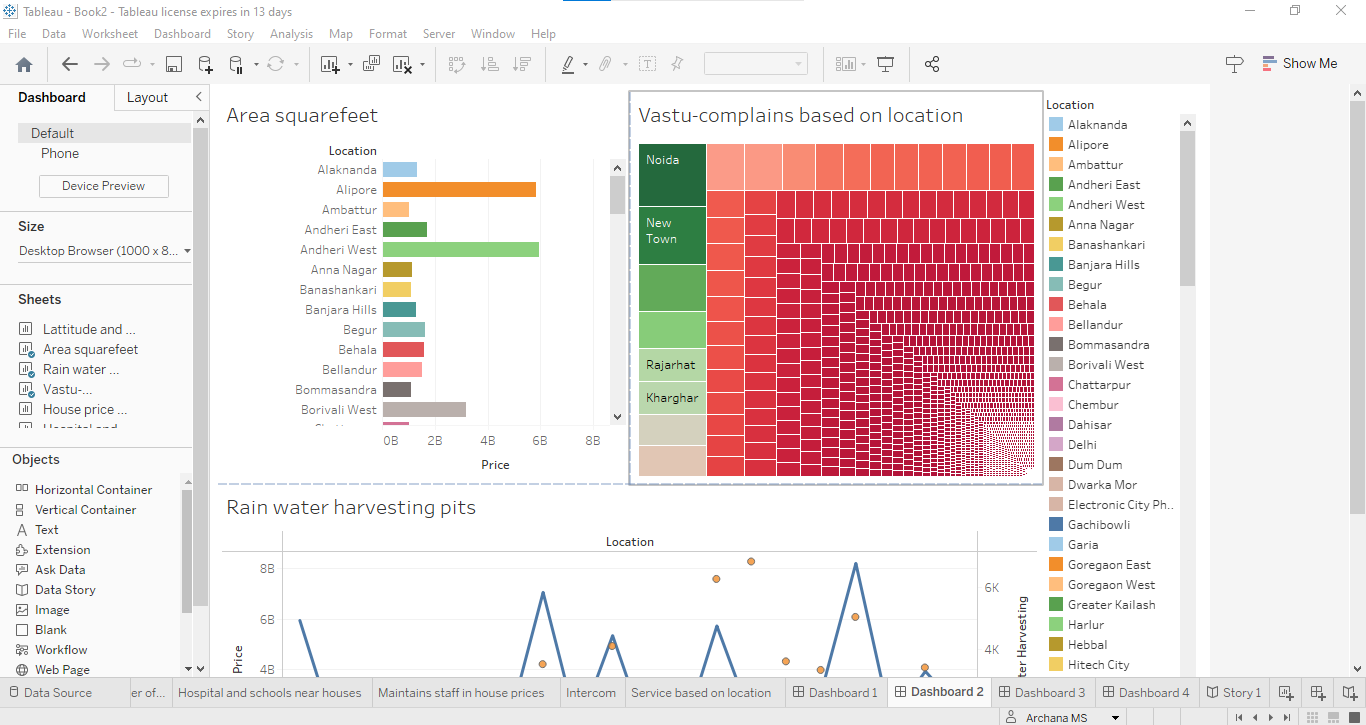 Tableau - Book2 - Tableau license expires in 13 days
File Data Worksheet Dashboard Story Analysis Map Format Server Window Help
Show Me
Dashboard Layout
Default
Phone
Device Preview
Size
Desktop Browser (1000 x 8...
Sheets
Lattitude and ...
Area squarefeet
Rain water ...
Vastu-...
House price ...
Objects
Horizontal Container
Vertical Container
Text
Extension
Ask Data
Data Story
Image
Blank
Workflow
Web Page
Area squarefeet
Location
Alaknanda
Alipore
Ambattur
Andheri East
Andheri West
Anna Nagar
Banashankari
Banjara Hills
Begur
Behala
Bellandur
Bommasandra
Borivali West
0B 2B 4B 6B 8B
Price
Vastu-complains based on location
Noida
New
Town
Rajarhat
Kharghar
Location
Alaknanda
Alipore
Ambattur
Andheri East
Andheri West
Anna Nagar
Banashankari
Banjara Hills
Begur
Behala
Bellandur
Bommasandra
Borivali West
Chattarpur
Chembur
Dahisar
Delhi
Dum Dum
Dwarka Mor
Electronic City Ph..
Gachibowli
Garia
Goregaon East
Goregaon West
Greater Kailash
Harlur
Hebbal
Hitech City
Rain water harvesting pits
Location
8B
6B
4B
Price
6K
4K
ter Harvesting
Data Source er of... Hospital and schools near houses Maintains staff in house prices Intercom Service based on location Dashboard 1 Dashboard 2 Dashboard 3 Dashboard 4 Story 1
Archana MS